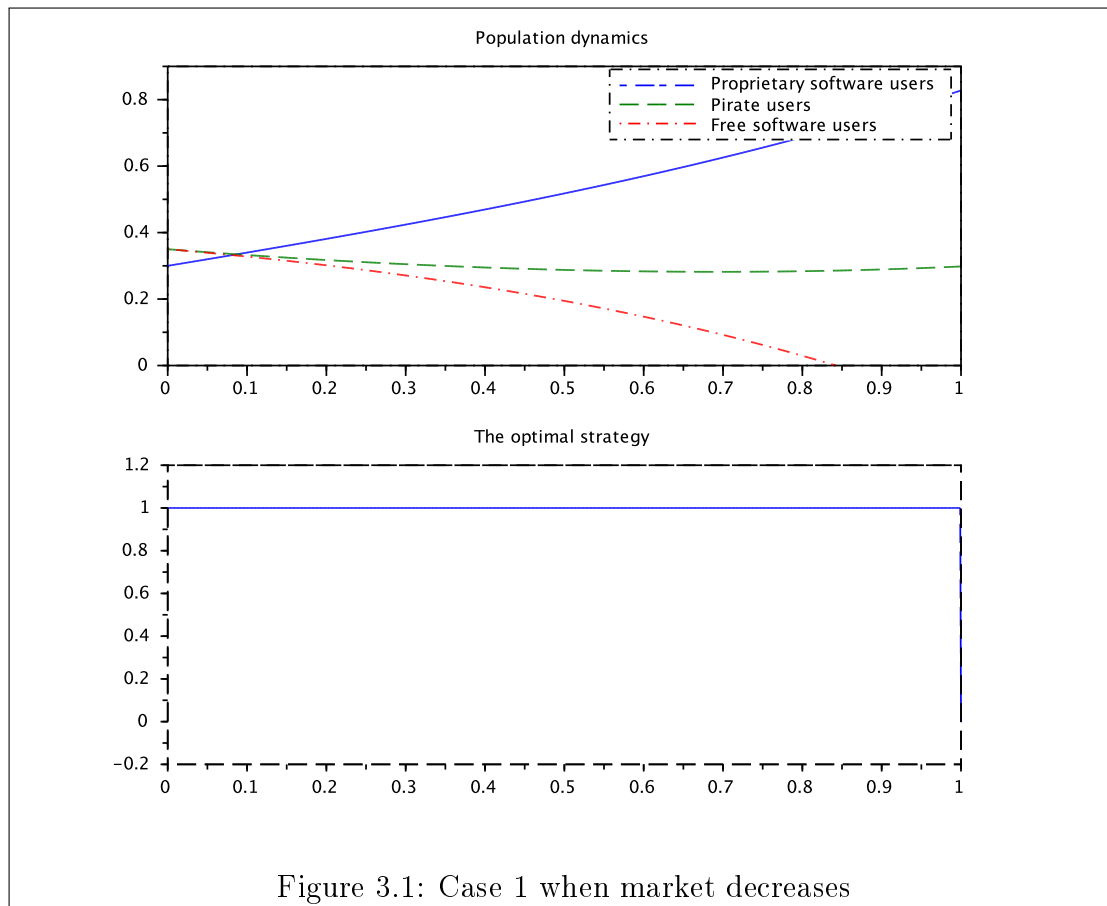 Population dynamics
Proprietary software users
Pirate users
Free software users
0.8
0.6
0.4
0.2
0
0 0.1 0.2 0.3 0.4 0.5 0.6 0.7 0.8 0.9 1
The optimal strategy
1.2
1
0.8
0.6
0.4
0.2
0
−0.2
0 0.1 0.2 0.3 0.4 0.5 0.6 0.7 0.8 0.9 1
Figure 3.1: Case 1 when market decreases